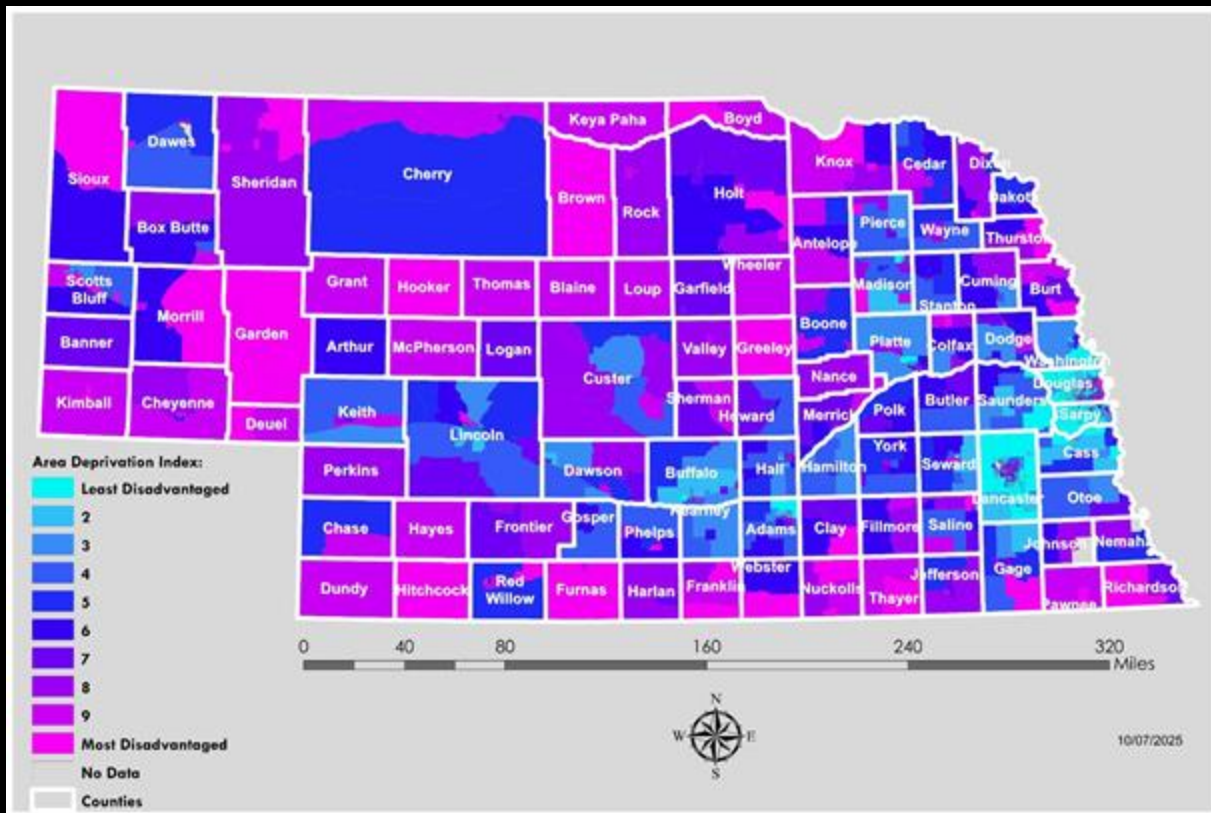 Keya Paha
Boyd
Dawes
Knox
Cedar
Dixon
Sioux
Sheridan
Cherry
Brown
Rock
Holt
Dakota
Box Butte
Antelope
Pierce
Wayne
Thurston
Scotts
Bluff
Morrill
Garden
Grant
Hooker
Thomas
Blaine
Loup
Garfield
Wheeler
Madison
Stanton
Cuming
Burt
Banner
Arthur
McPherson
Logan
Custer
Valley
Greeley
Boone
Platte
Colfax
Dodge
Washington
Kimball
Cheyenne
Deuel
Keith
Lincoln
Sherman
Howard
Nance
Merrick
Polk
Butler
Saunders
Douglas
Sarpy
Perkins
Dawson
Buffalo
Hall
Hamilton
York
Seward
Lancaster
Cass
Otoe
Chase
Hayes
Frontier
Gosper
Phelps
Kearney
Adams
Clay
Fillmore
Saline
Gage
Johnson
Nemaha
Dundy
Hitchcock
Red
Willow
Furnas
Harlan
Franklin
Webster
Nuckolls
Thayer
Jefferson
Pawnee
Richardson
Area Deprivation Index:
Least Disadvantaged
2
3
4
5
6
7
8
9
Most Disadvantaged
No Data
Counties
0 40 80 160 240 320
Miles
N
W E
S
10/07/2025